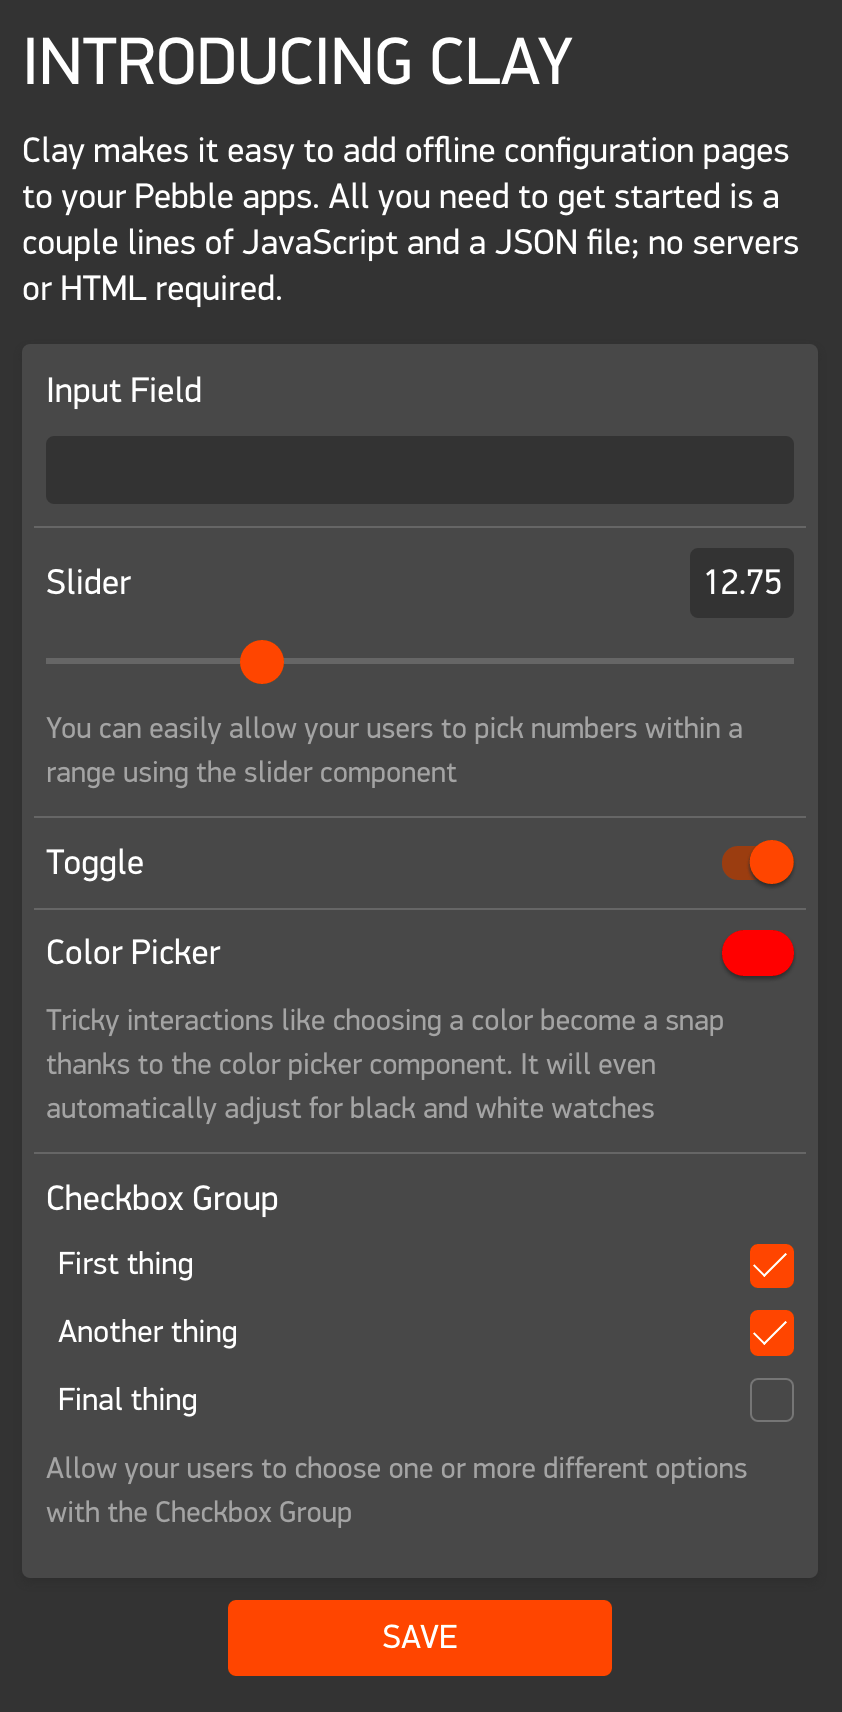 INTRODUCING CLAY
Clay makes it easy to add offline configuration pages
to your Pebble apps. All you need to get started is a
couple lines of JavaScript and a JSON file; no servers
or HTML required.
Input Field
Slider 12.75
You can easily allow your users to pick numbers within a
range using the slider component
Toggle
Color Picker
Tricky interactions like choosing a color become a snap
thanks to the color picker component. It will even
automatically adjust for black and white watches
Checkbox Group
First thing
Another thing
Final thing
Allow your users to choose one or more different options
with the Checkbox Group
SAVE